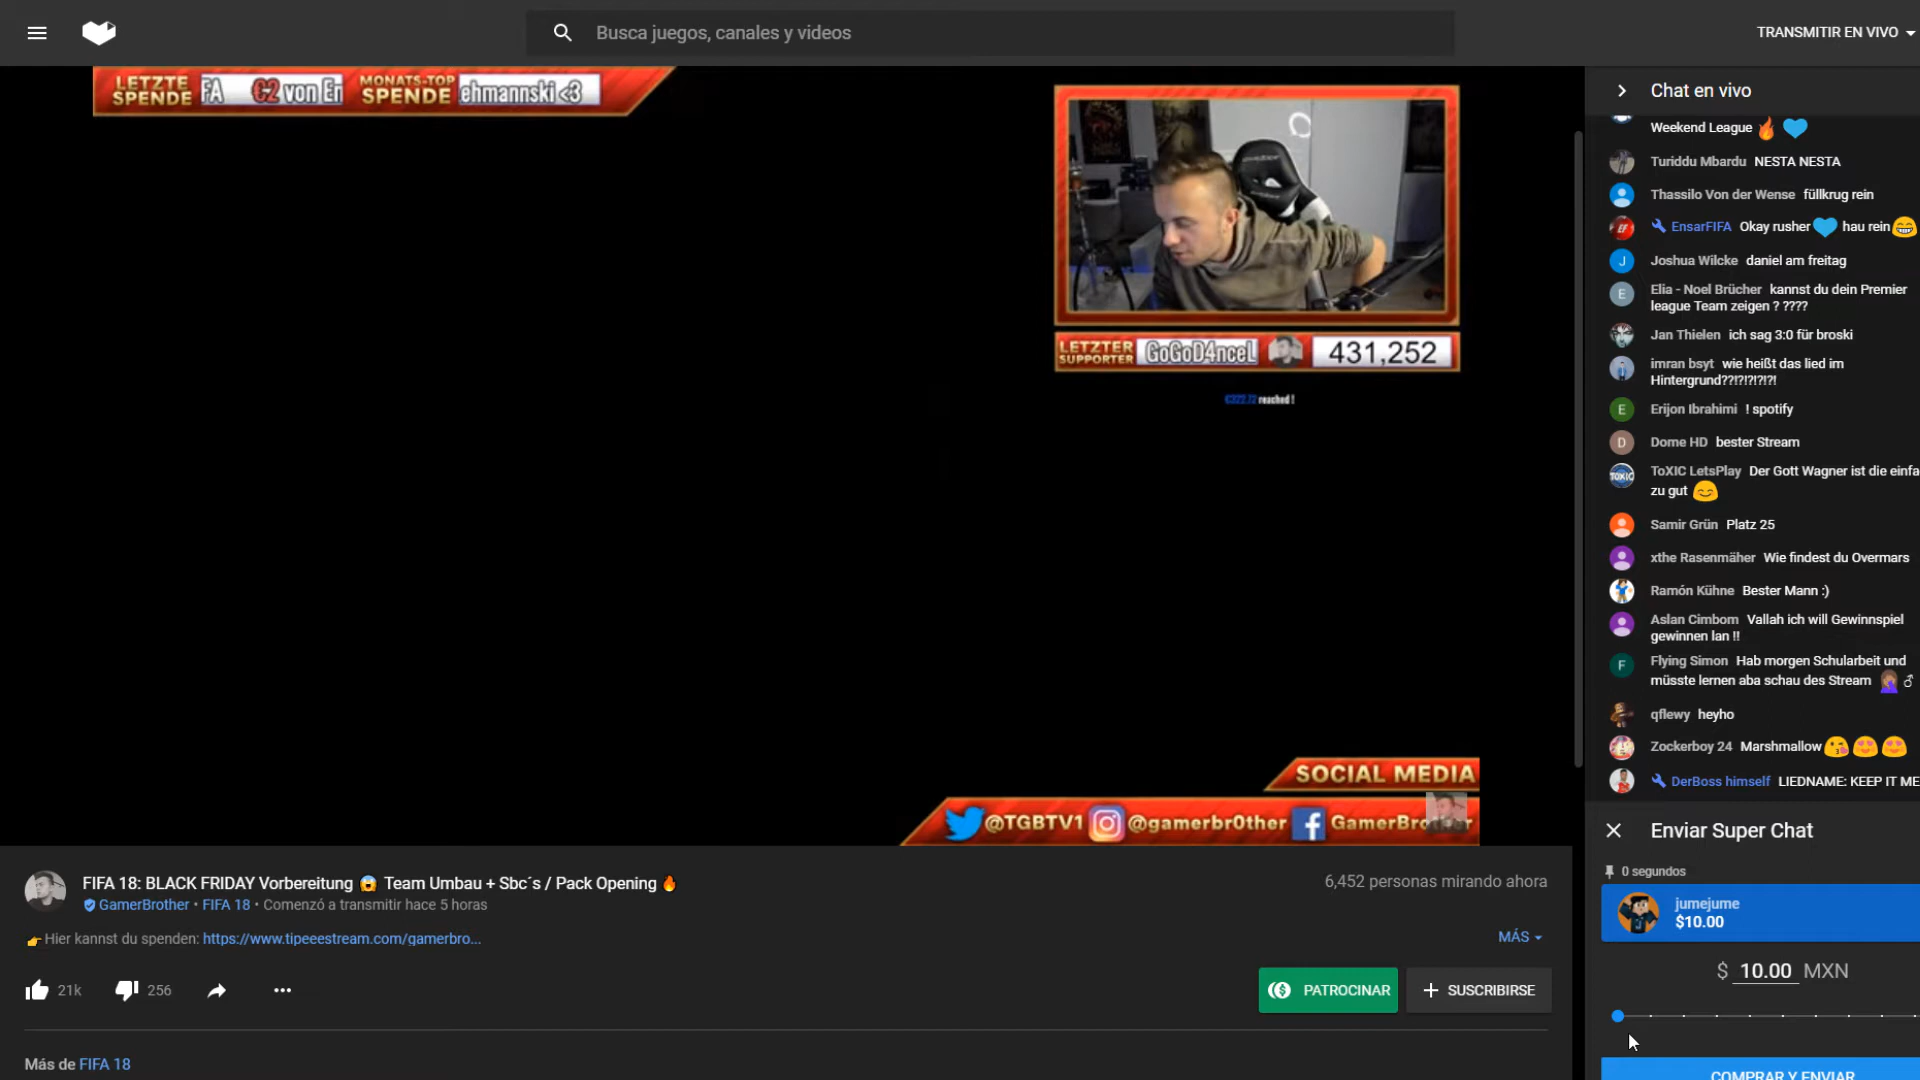 Busca juegos, canales y videos
TRANSMITIR EN VIVO
LETZTE SPENDE
FA €2 von Er
MONATS-TOP SPENDE
ehmannski <3
LETZTER SUPPORTER
GoGoD4nceL
431,252
reached !
SOCIAL MEDIA
@TGBTV1
@gamerbr0ther
FIFA 18: BLACK FRIDAY Vorbereitung 😱 Team Umbau + Sbc´s / Pack Opening 🔥
GamerBrother • FIFA 18 • Comenzó a transmitir hace 5 horas
6,452 personas mirando ahora
👉 Hier kannst du spenden: https://www.tipeeestream.com/gamerbro...
MÁS
21k
256
PATROCINAR
SUSCRIBIRSE
Más de FIFA 18
Chat en vivo
Weekend League 🔥 💙
Turiddu Mbardu NESTA NESTA
Thassilo Von der Wense füllkrug rein
EF
EnsarFIFA Okay rusher 💙 hau rein 😁
J
Joshua Wilcke daniel am freitag
E
Elia - Noel Brücher kannst du dein Premier
league Team zeigen ? ????
Jan Thielen ich sag 3:0 für broski
imran bsyt wie heißt das lied im
Hintergrund??!?!?!?!?!
E
Erijon Ibrahimi ! spotify
D
Dome HD bester Stream
TOXIC
ToXIC LetsPlay Der Gott Wagner ist die einfa
zu gut 😊
Samir Grün Platz 25
xthe Rasenmäher Wie findest du Overmars
Ramón Kühne Bester Mann :)
Aslan Cimbom Vallah ich will Gewinnspiel
gewinnen lan !!
F
Flying Simon Hab morgen Schularbeit und
müsste lernen aba schau des Stream
qflewy heyho
Zockerboy 24 Marshmallow 😘 😍 😍
DerBoss himself LIEDNAME: KEEP IT ME
Enviar Super Chat
0 segundos
jumejume
$10.00
$ 10.00 MXN
COMPRAR Y ENVIAR